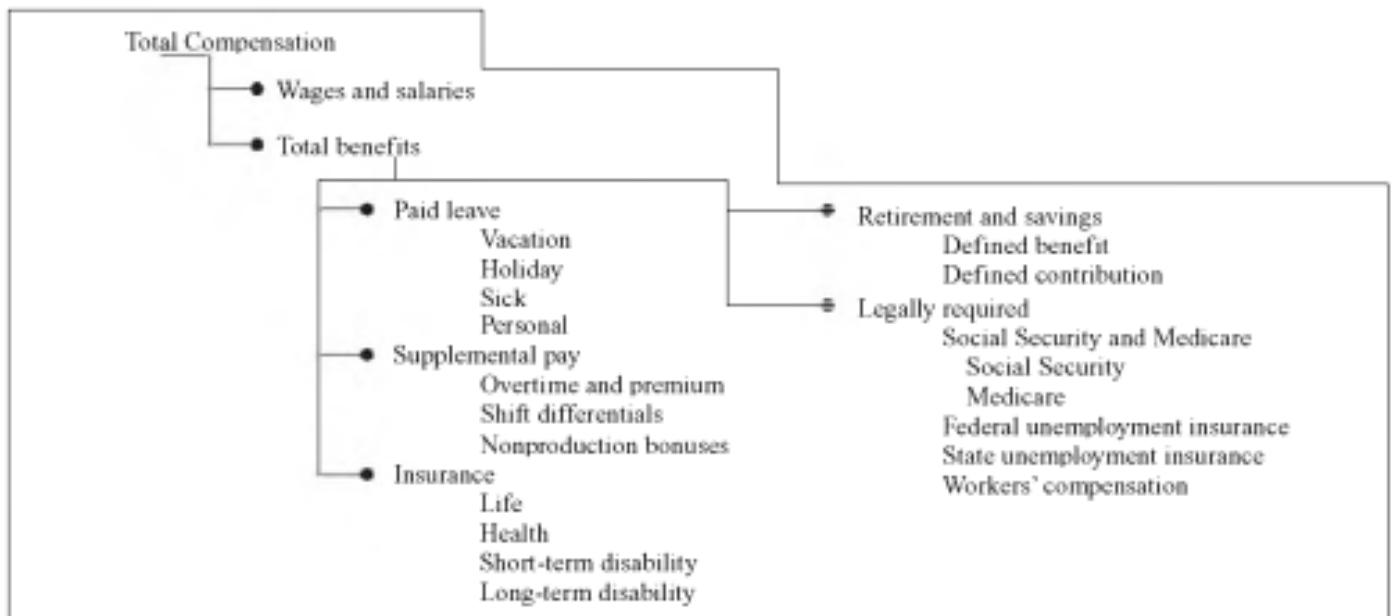 Total Compensation
Wages and salaries
Total benefits
Paid leave
Vacation
Holiday
Sick
Personal
Supplemental pay
Overtime and premium
Shift differentials
Nonproduction bonuses
Insurance
Life
Health
Short-term disability
Long-term disability
Retirement and savings
Defined benefit
Defined contribution
Legally required
Social Security and Medicare
Social Security
Medicare
Federal unemployment insurance
State unemployment insurance
Workers' compensation